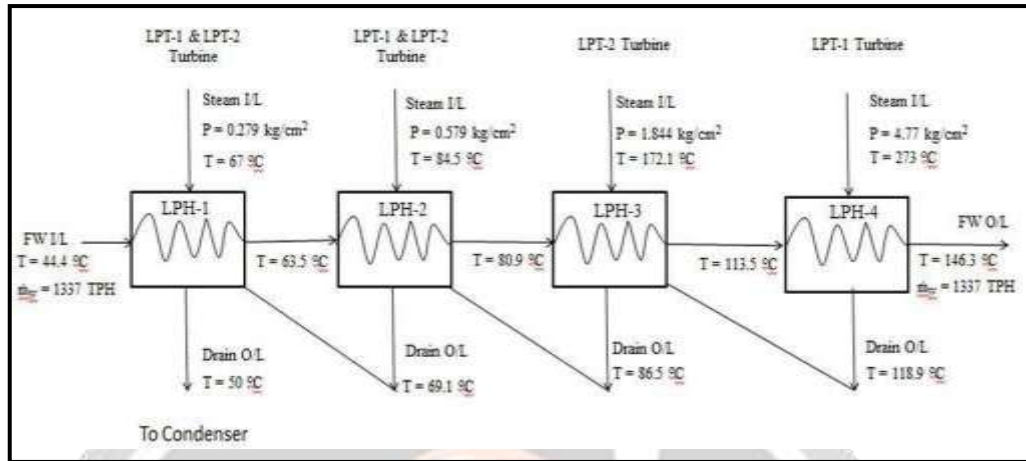 LPT-1 & LPT-2
Turbine
LPT-1 & LPT-2
Turbine
LPT-2 Turbine
LPT-1 Turbine
Steam I/L
P = 0.279 kg/cm²
T = 67 ºC
Steam I/L
P = 0.579 kg/cm²
T = 84.5 ºC
Steam I/L
P = 1.844 kg/cm²
T = 172.1 ºC
Steam I/L
P = 4.77 kg/cm²
T = 273 ºC
LPH-1
LPH-2
LPH-3
LPH-4
FW I/L
T = 44.4 ºC
= 1337 TPH
T = 63.5 ºC
T = 80.9 ºC
T = 113.5 ºC
FW O/L
T = 146.3 ºC
= 1337 TPH
Drain O/L
T = 50 ºC
Drain O/L
T = 69.1 ºC
Drain O/L
T = 86.5 ºC
Drain O/L
T = 118.9 ºC
To Condenser